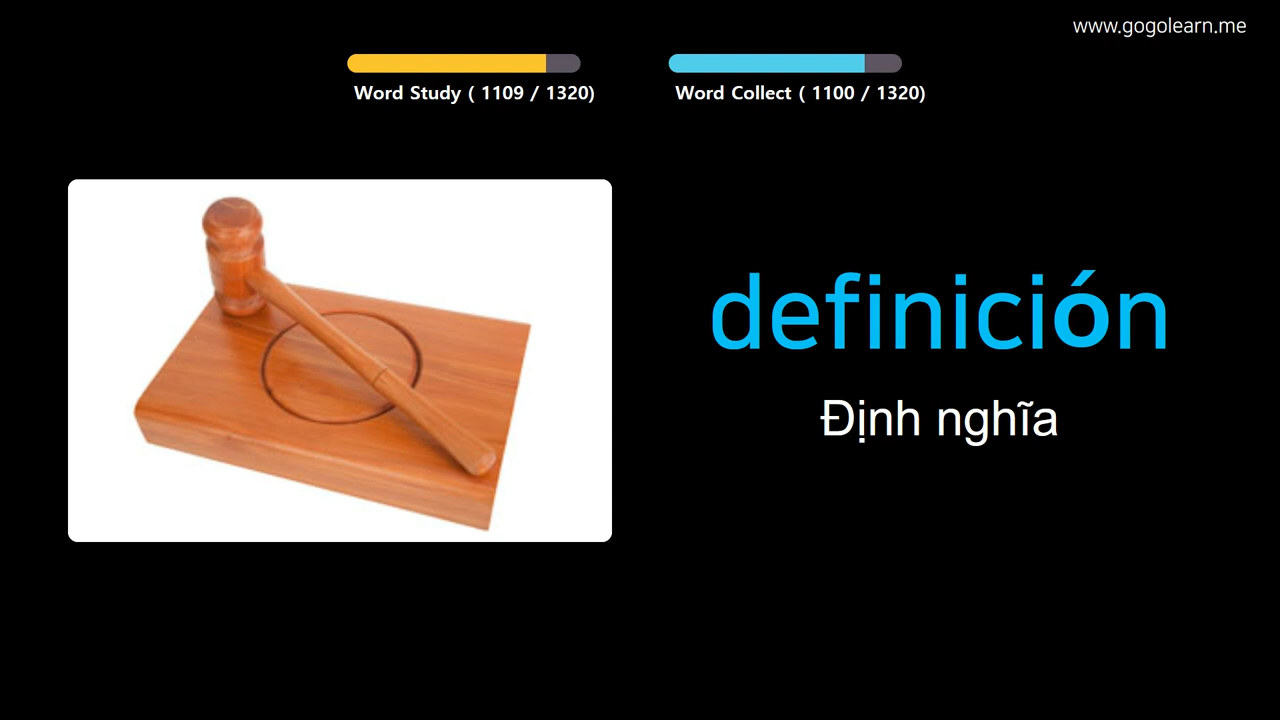 www.gogolearn.me
Word Study ( 1109 / 1320)
Word Collect ( 1100 / 1320)
definición
Định nghĩa